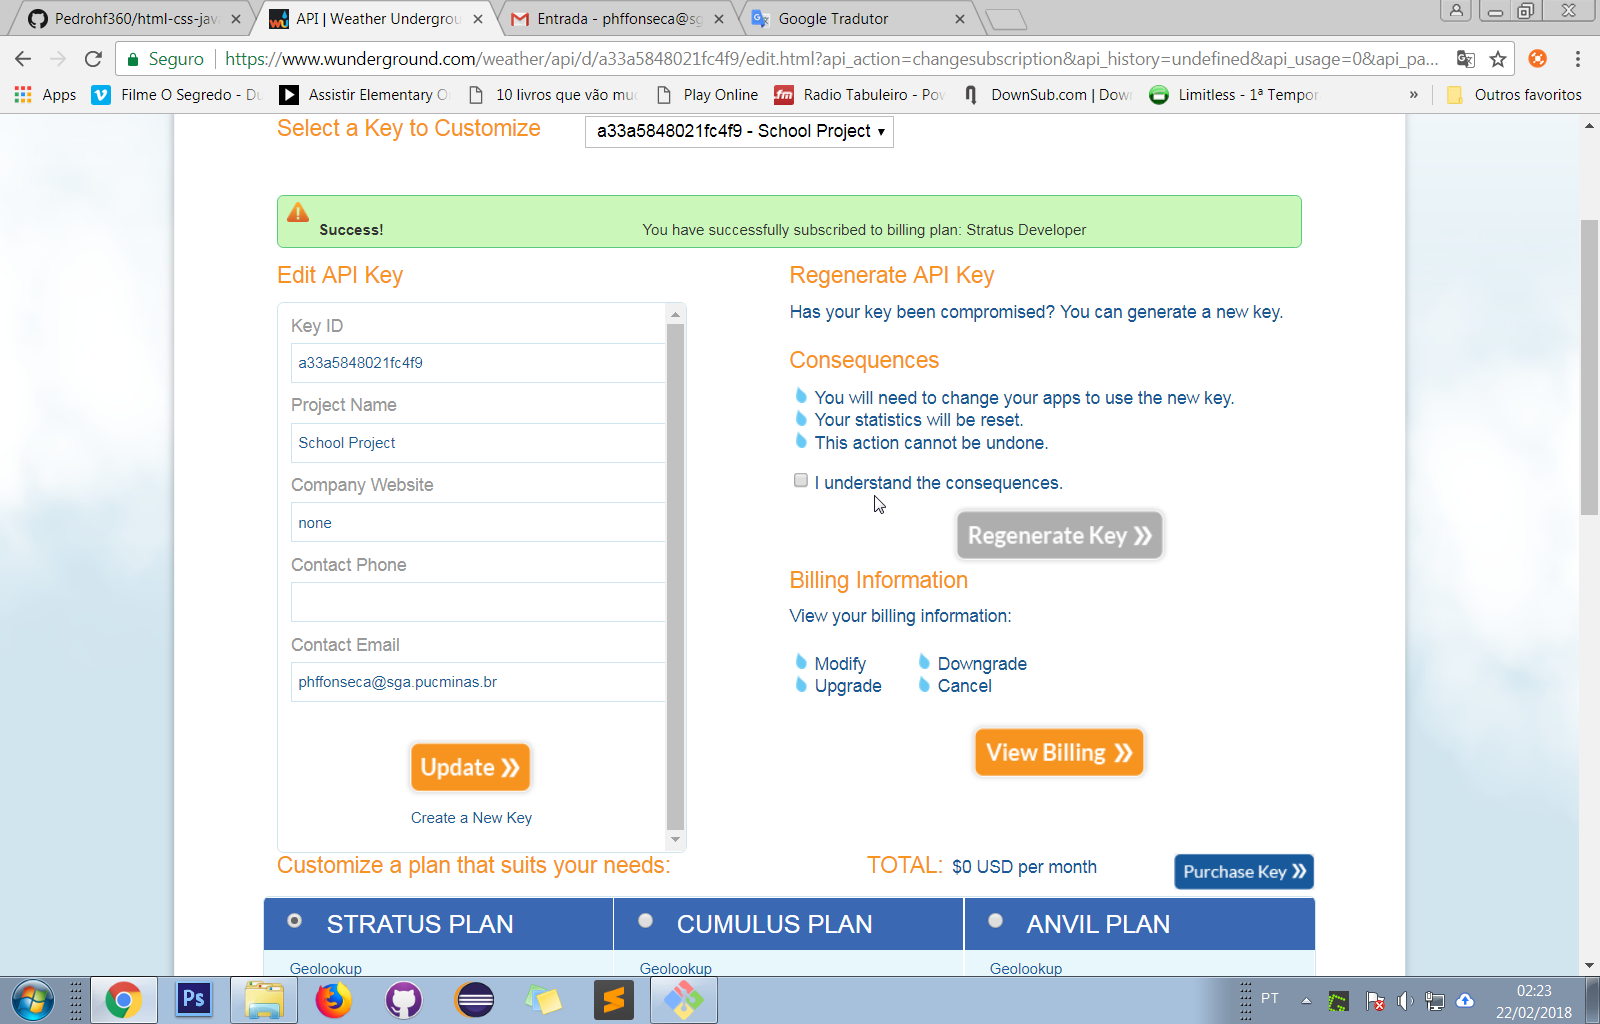 Pedrohf360/html-css-java
API | Weather Undergrou
Entrada - phffonseca@sg
Google Tradutor
Seguro
https://www.wunderground.com/weather/api/d/a33a5848021fc4f9/edit.html?api_action=changesubscription&api_history=undefined&api_usage=0&api_pa...
Apps
Filme O Segredo - Du
Assistir Elementary O
10 livros que vão mud
Play Online
.fm
Radio Tabuleiro - Pow
DownSub.com | Down
Limitless - 1ª Tempor
»
Outros favoritos
Select a Key to Customize
a33a5848021fc4f9 - School Project
Success!
You have successfully subscribed to billing plan: Stratus Developer
Edit API Key
Key ID
a33a5848021fc4f9
Project Name
School Project
Company Website
none
Contact Phone
Contact Email
phffonseca@sga.pucminas.br
Update »
Create a New Key
Regenerate API Key
Has your key been compromised? You can generate a new key.
Consequences
You will need to change your apps to use the new key.
Your statistics will be reset.
This action cannot be undone.
I understand the consequences.
Regenerate Key »
Billing Information
View your billing information:
Modify
Downgrade
Upgrade
Cancel
View Billing »
Customize a plan that suits your needs:
TOTAL: $0 USD per month
Purchase Key »
STRATUS PLAN
CUMULUS PLAN
ANVIL PLAN
Geolookup
Geolookup
Geolookup
Ps
PT
02:23
22/02/2018